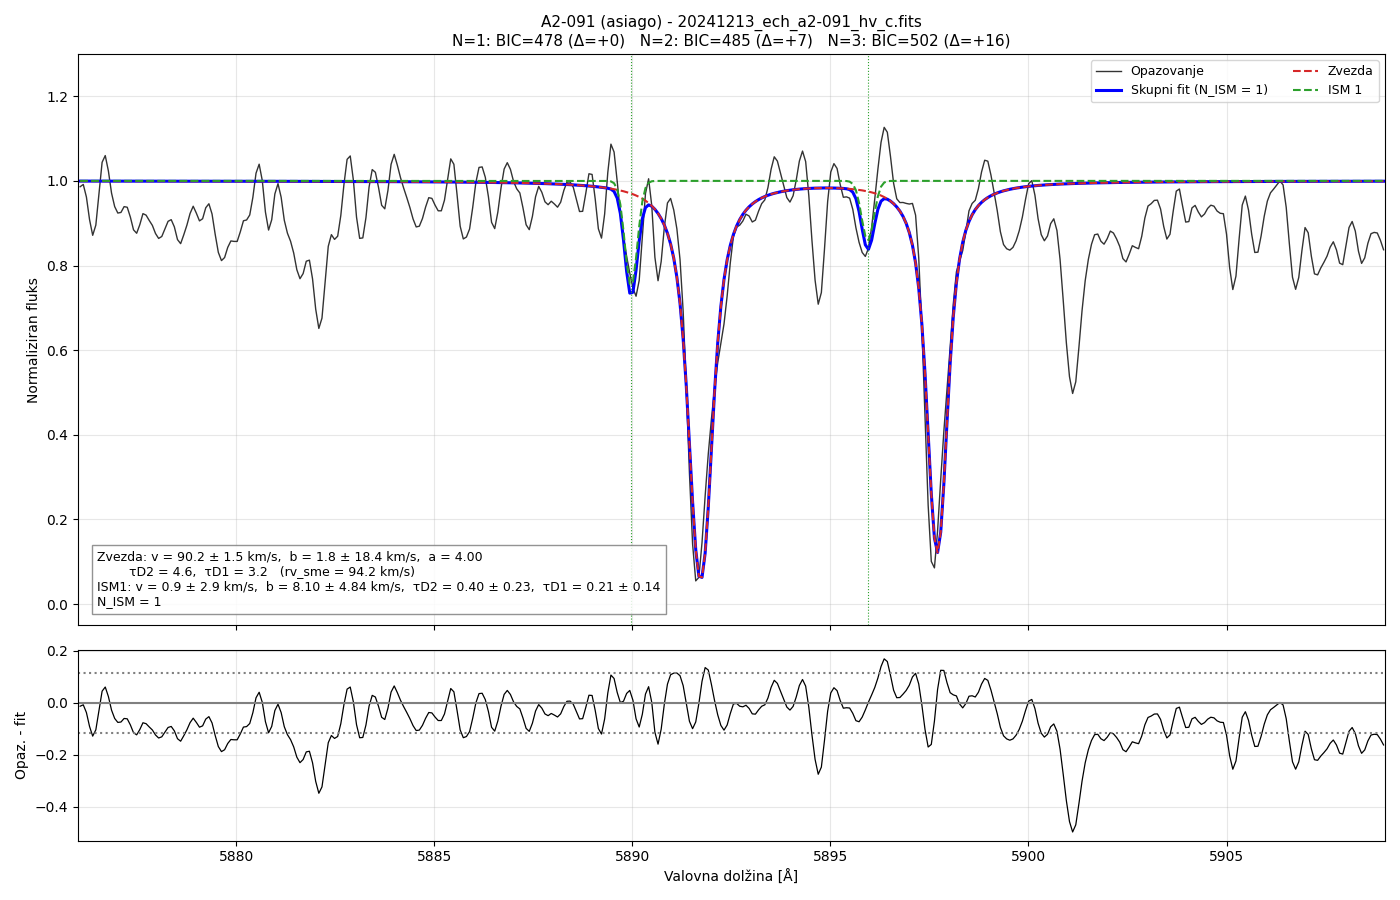 A2-091 (asiago) - 20241213_ech_a2-091_hv_c.fits
N=1: BIC=478 (Δ=+0)   N=2: BIC=485 (Δ=+7)   N=3: BIC=502 (Δ=+16)
Opazovanje
Skupni fit (N_ISM = 1)
Zvezda
ISM 1
Normaliziran fluks
1.2
1.0
0.8
0.6
0.4
0.2
0.0
Zvezda: v = 90.2 ± 1.5 km/s,  b = 1.8 ± 18.4 km/s,  a = 4.00
τD2 = 4.6,  τD1 = 3.2   (rv_sme = 94.2 km/s)
ISM1: v = 0.9 ± 2.9 km/s,  b = 8.10 ± 4.84 km/s,  τD2 = 0.40 ± 0.23,  τD1 = 0.21 ± 0.14
N_ISM = 1
Opaz. - fit
0.2
0.0
−0.2
−0.4
5880
5885
5890
5895
5900
5905
Valovna dolžina [Å]